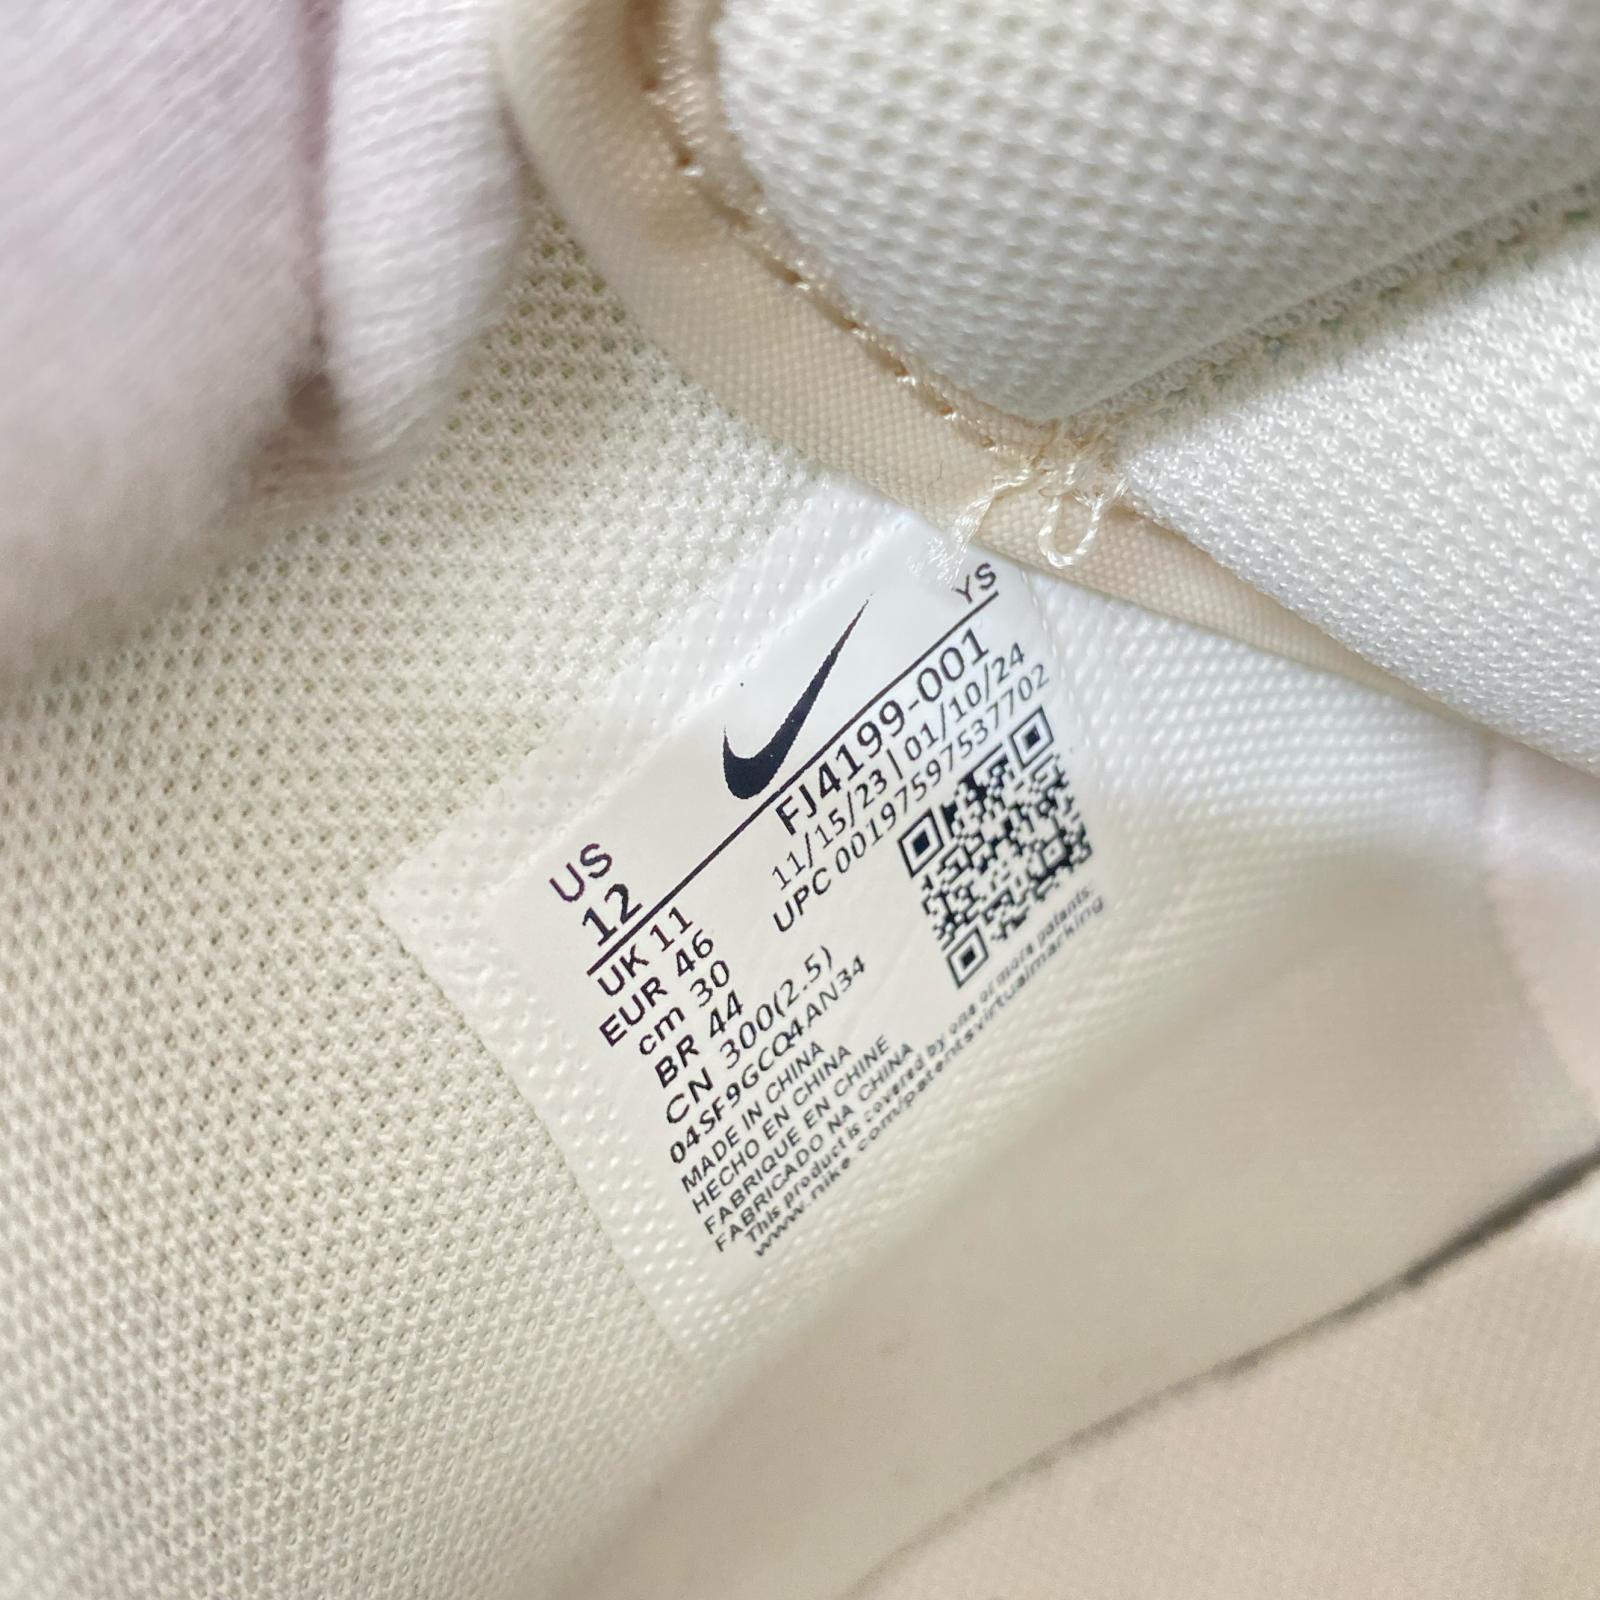 YS
US
12
FJ4199-001
11/15/23 | 01/10/24
UPC 00197597537702
UK 11
EUR 46
cm 30
BR 44
CN 300(2.5)
04SF9GCQ4AN34
MADE IN CHINA
HECHO EN CHINA
FABRIQUE EN CHINE
FABRICADO NA CHINA
This product is covered by one or more patents:
www.nike.com/patentsvirtualmarking